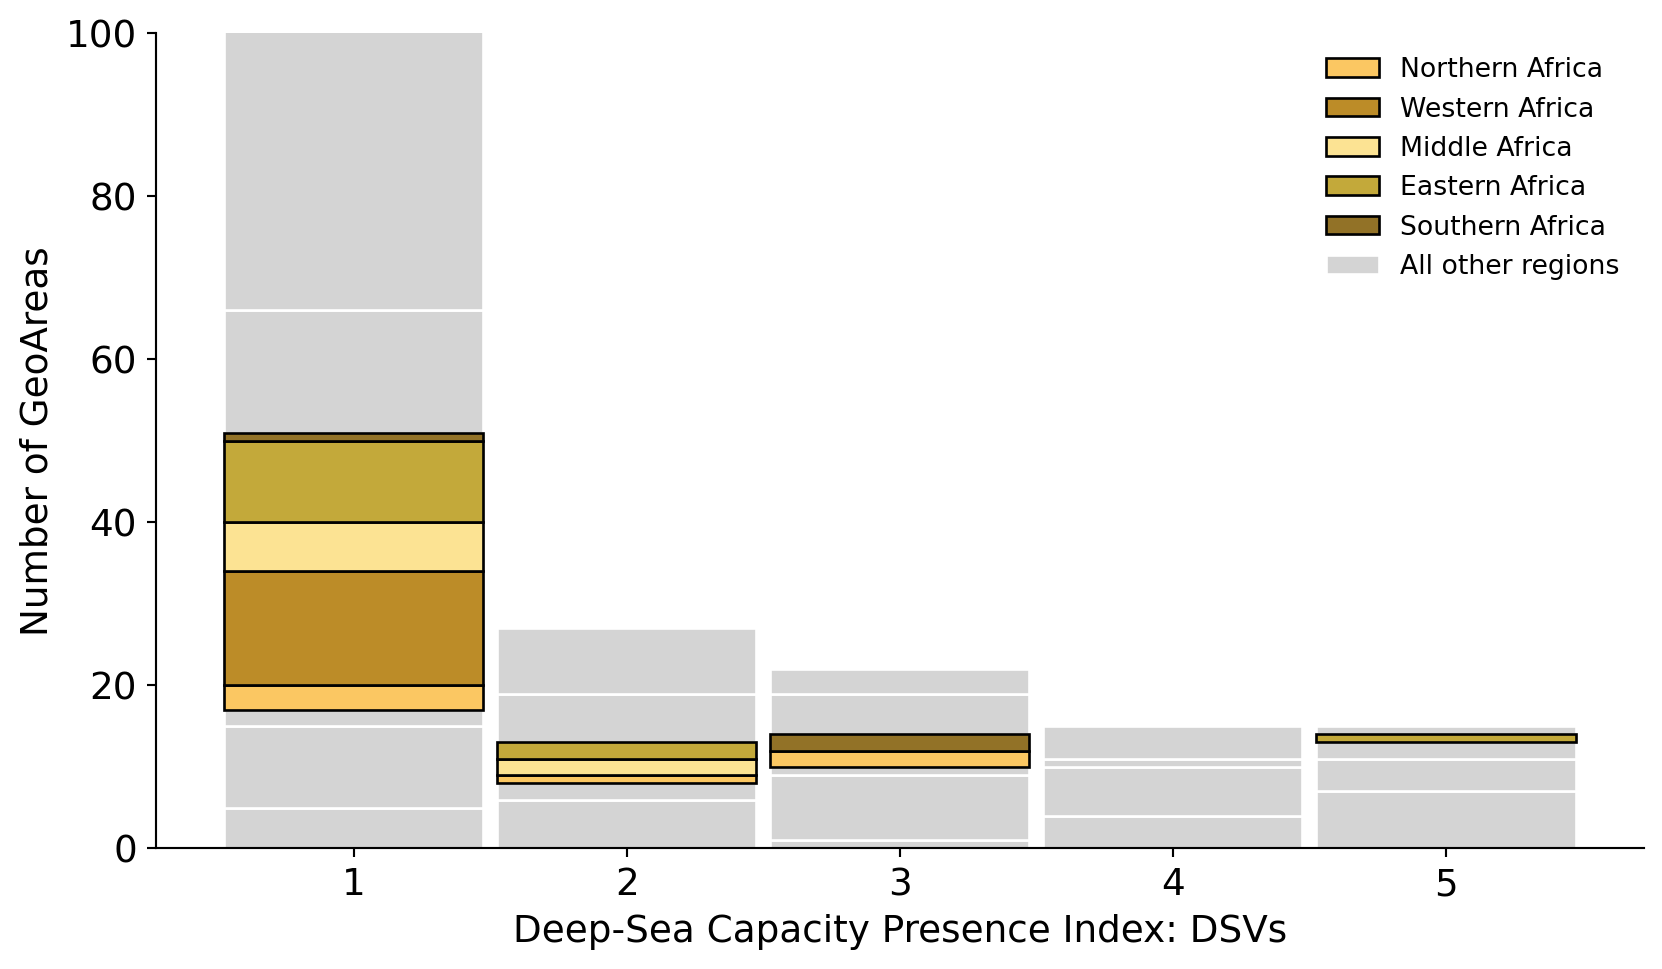 100
80
60
40
20
0
Number of GeoAreas
Northern Africa
Western Africa
Middle Africa
Eastern Africa
Southern Africa
All other regions
1 2 3 4 5
Deep-Sea Capacity Presence Index: DSVs